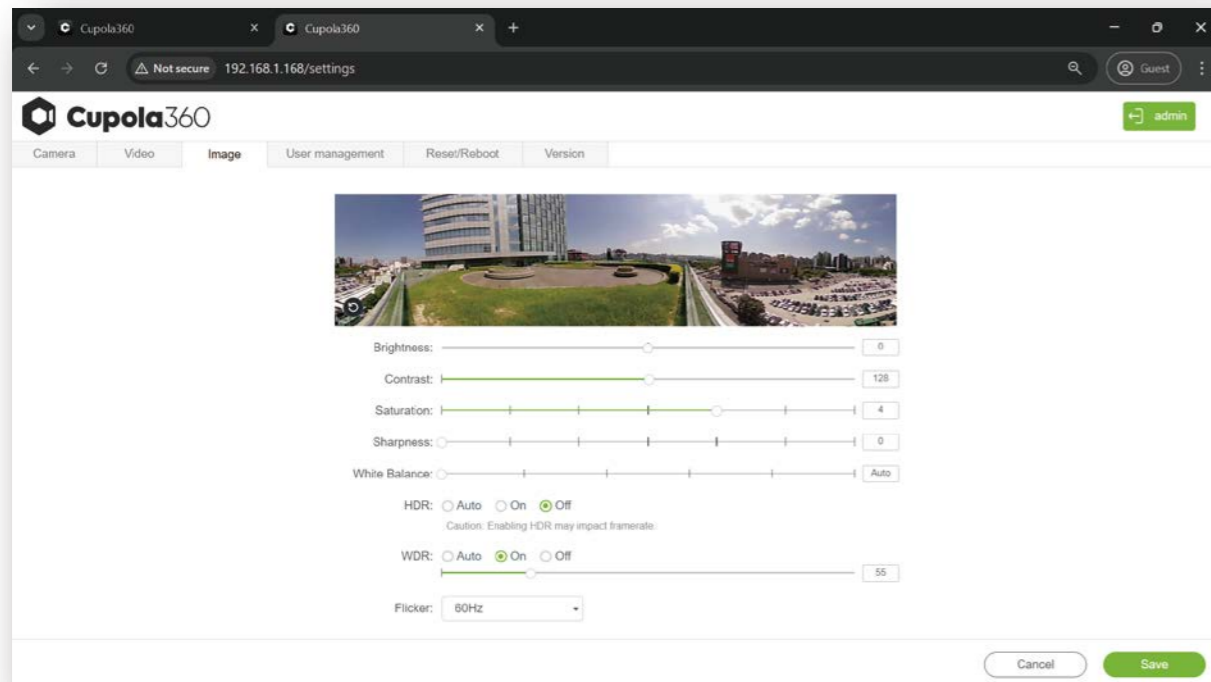 Cupola360 Cupola360
Not secure 192.168.1.168/settings Guest
Cupola360 admin
Camera Video Image User management Reset/Reboot Version
Brightness: 0
Contrast: 128
Saturation: 4
Sharpness: 0
White Balance: Auto
HDR: Auto On Off
Caution: Enabling HDR may impact framerate.
WDR: Auto On Off
55
Flicker: 60Hz
Cancel Save